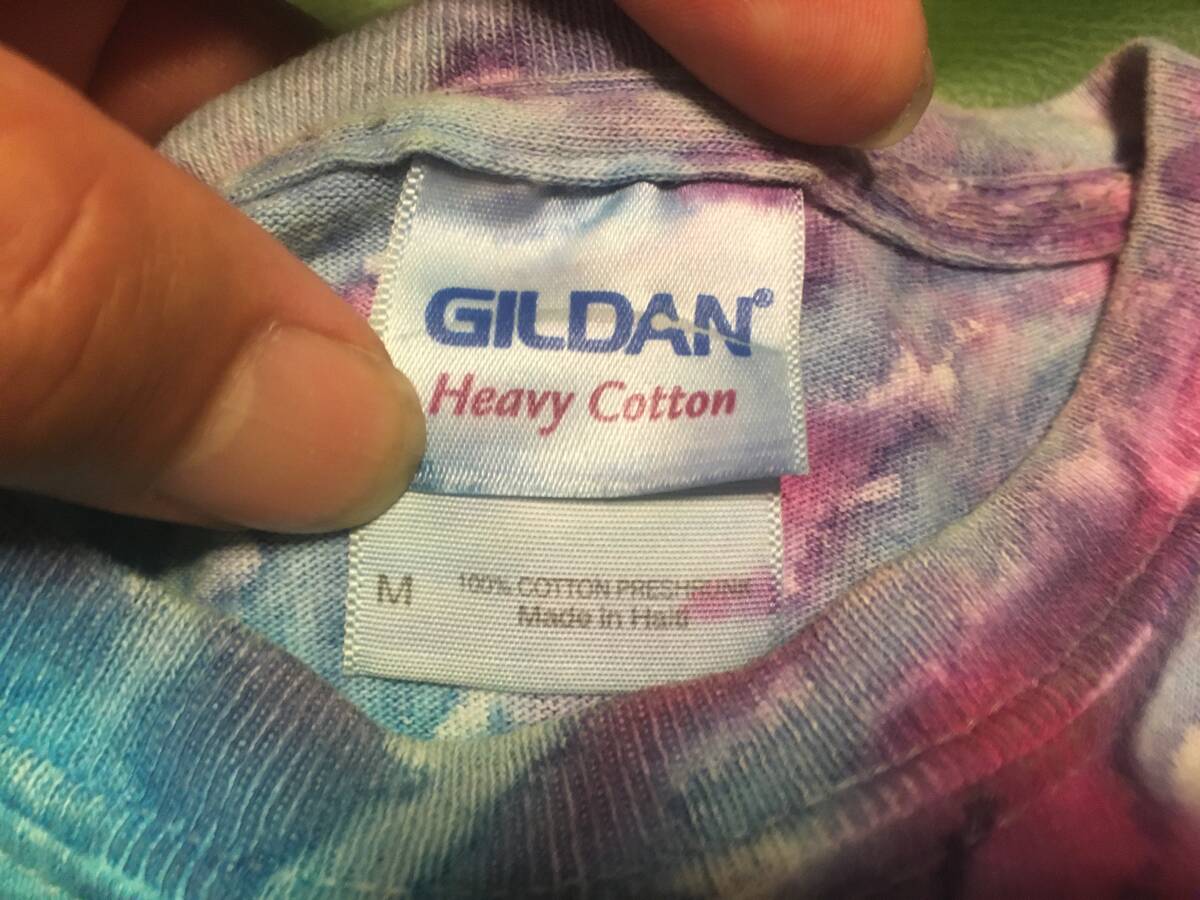 GILDAN®
Heavy Cotton
M 100% COTTON PRESHRUNK
Made in Haiti